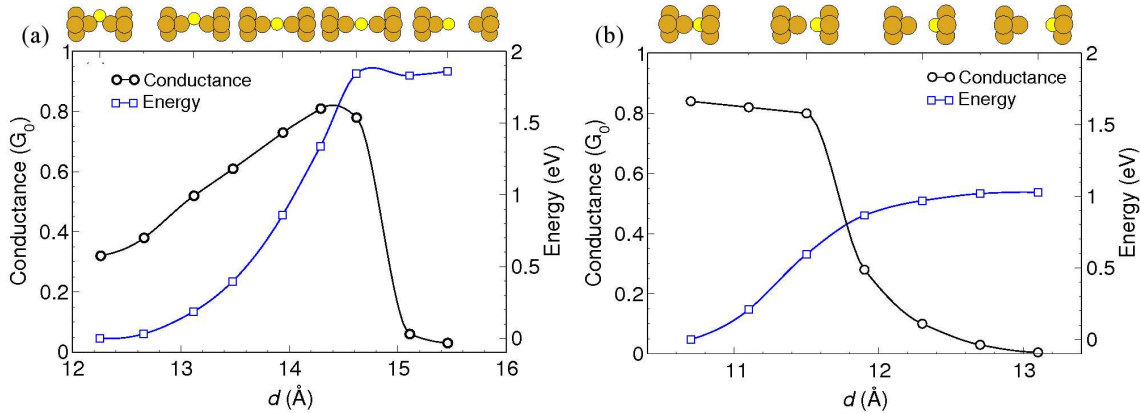 (a)
1
0.8
0.6
0.4
0.2
0
Conductance (G₀)
Conductance
Energy
2
1.5
1
0.5
0
Energy (eV)
12 13 14 15 16
d (Å)
(b)
1
0.8
0.6
0.4
0.2
0
Conductance (G₀)
Conductance
Energy
2
1.5
1
0.5
0
Energy (eV)
11 12 13
d (Å)